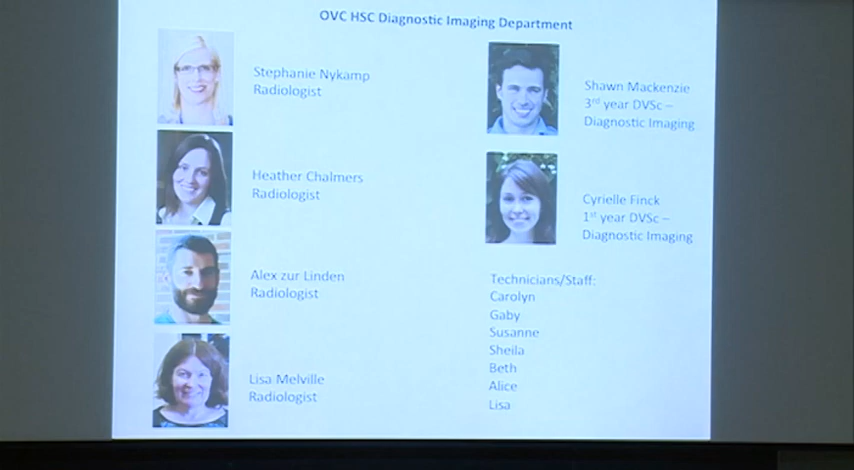 OVC HSC Diagnostic Imaging Department
Stephanie Nykamp
Radiologist
Heather Chalmers
Radiologist
Alex zur Linden
Radiologist
Lisa Melville
Radiologist
Shawn Mackenzie
3rd year DVSc –
Diagnostic Imaging
Cyrielle Finck
1st year DVSc –
Diagnostic Imaging
Technicians/Staff:
Carolyn
Gaby
Susanne
Sheila
Beth
Alice
Lisa